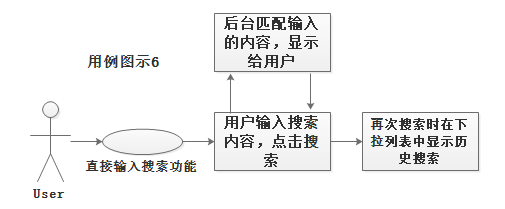 后台匹配输入
的内容，显示
给用户
用例图示6
用户输入搜索
内容，点击搜
索
再次搜索时在下
拉列表中显示历
史搜索
直接输入搜索功能
User